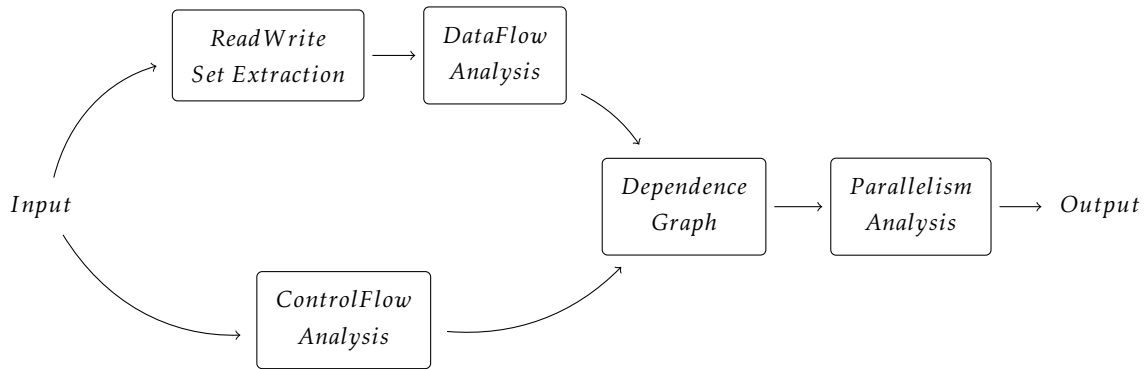 ReadWrite
Set Extraction
DataFlow
Analysis
Input
Dependence
Graph
Parallelism
Analysis
Output
ControlFlow
Analysis